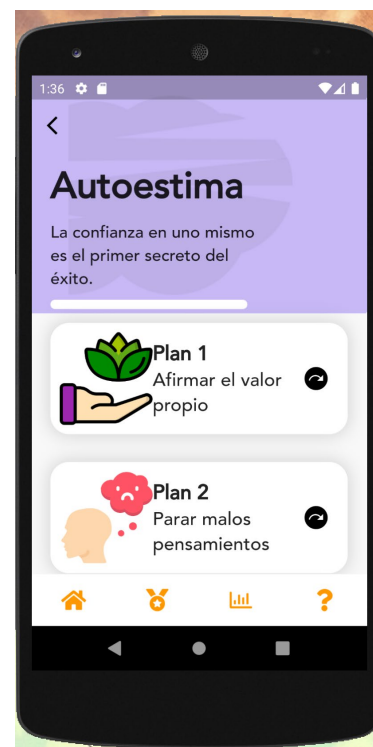 1:36
Autoestima
La confianza en uno mismo
es el primer secreto del
éxito.
Plan 1
Afirmar el valor
propio
Plan 2
Parar malos
pensamientos